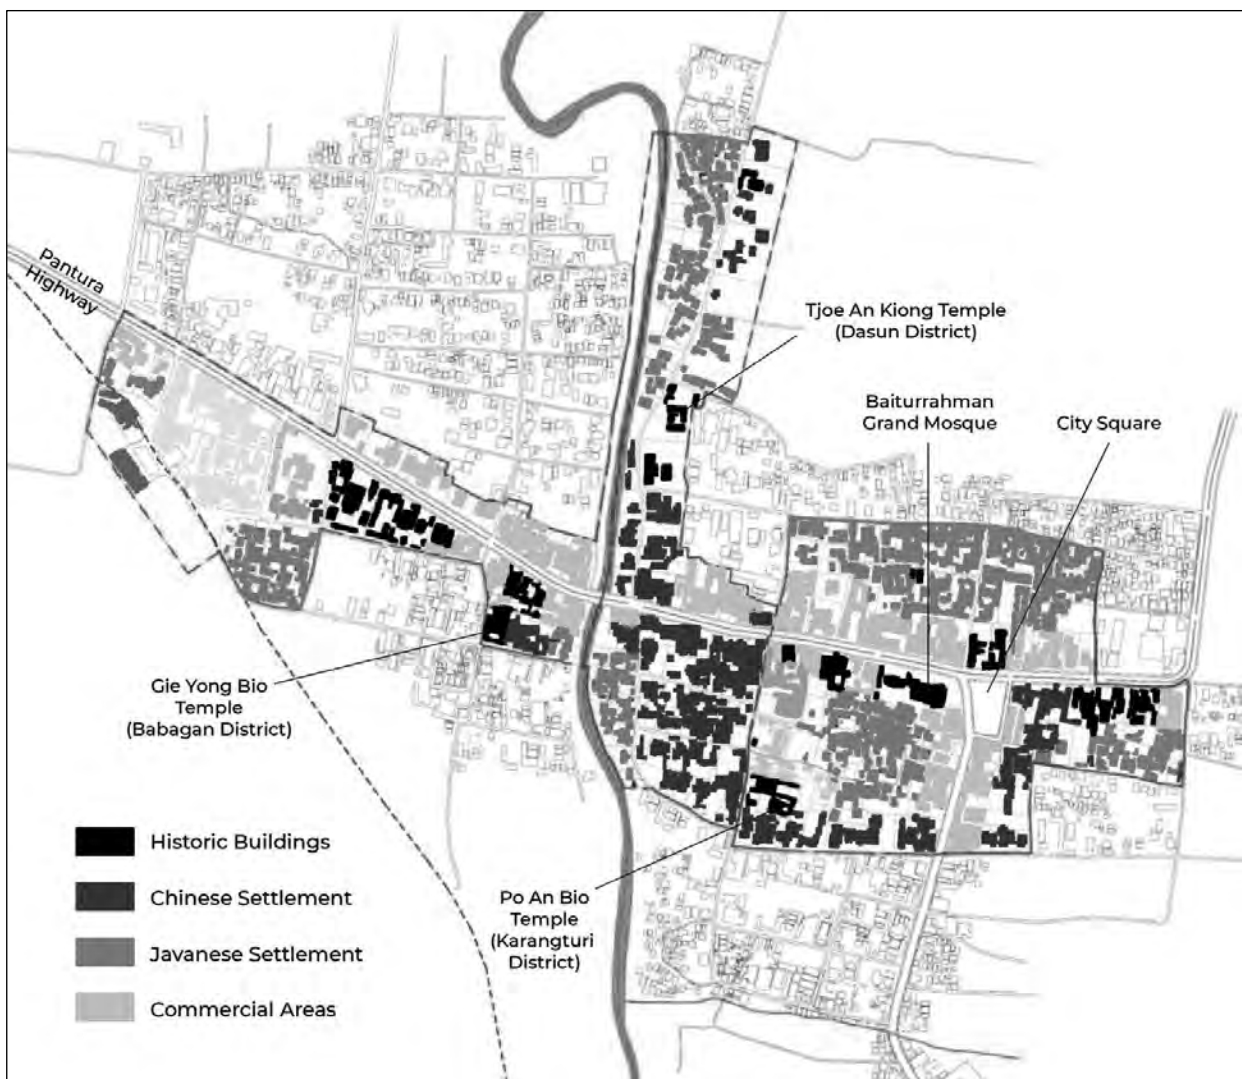 Pantura
Highway
Tjoe An Kiong Temple
(Dasun District)
Baiturrahman
Grand Mosque
City Square
Gie Yong Bio
Temple
(Babagan District)
Po An Bio
Temple
(Karangturi
District)
Historic Buildings
Chinese Settlement
Javanese Settlement
Commercial Areas